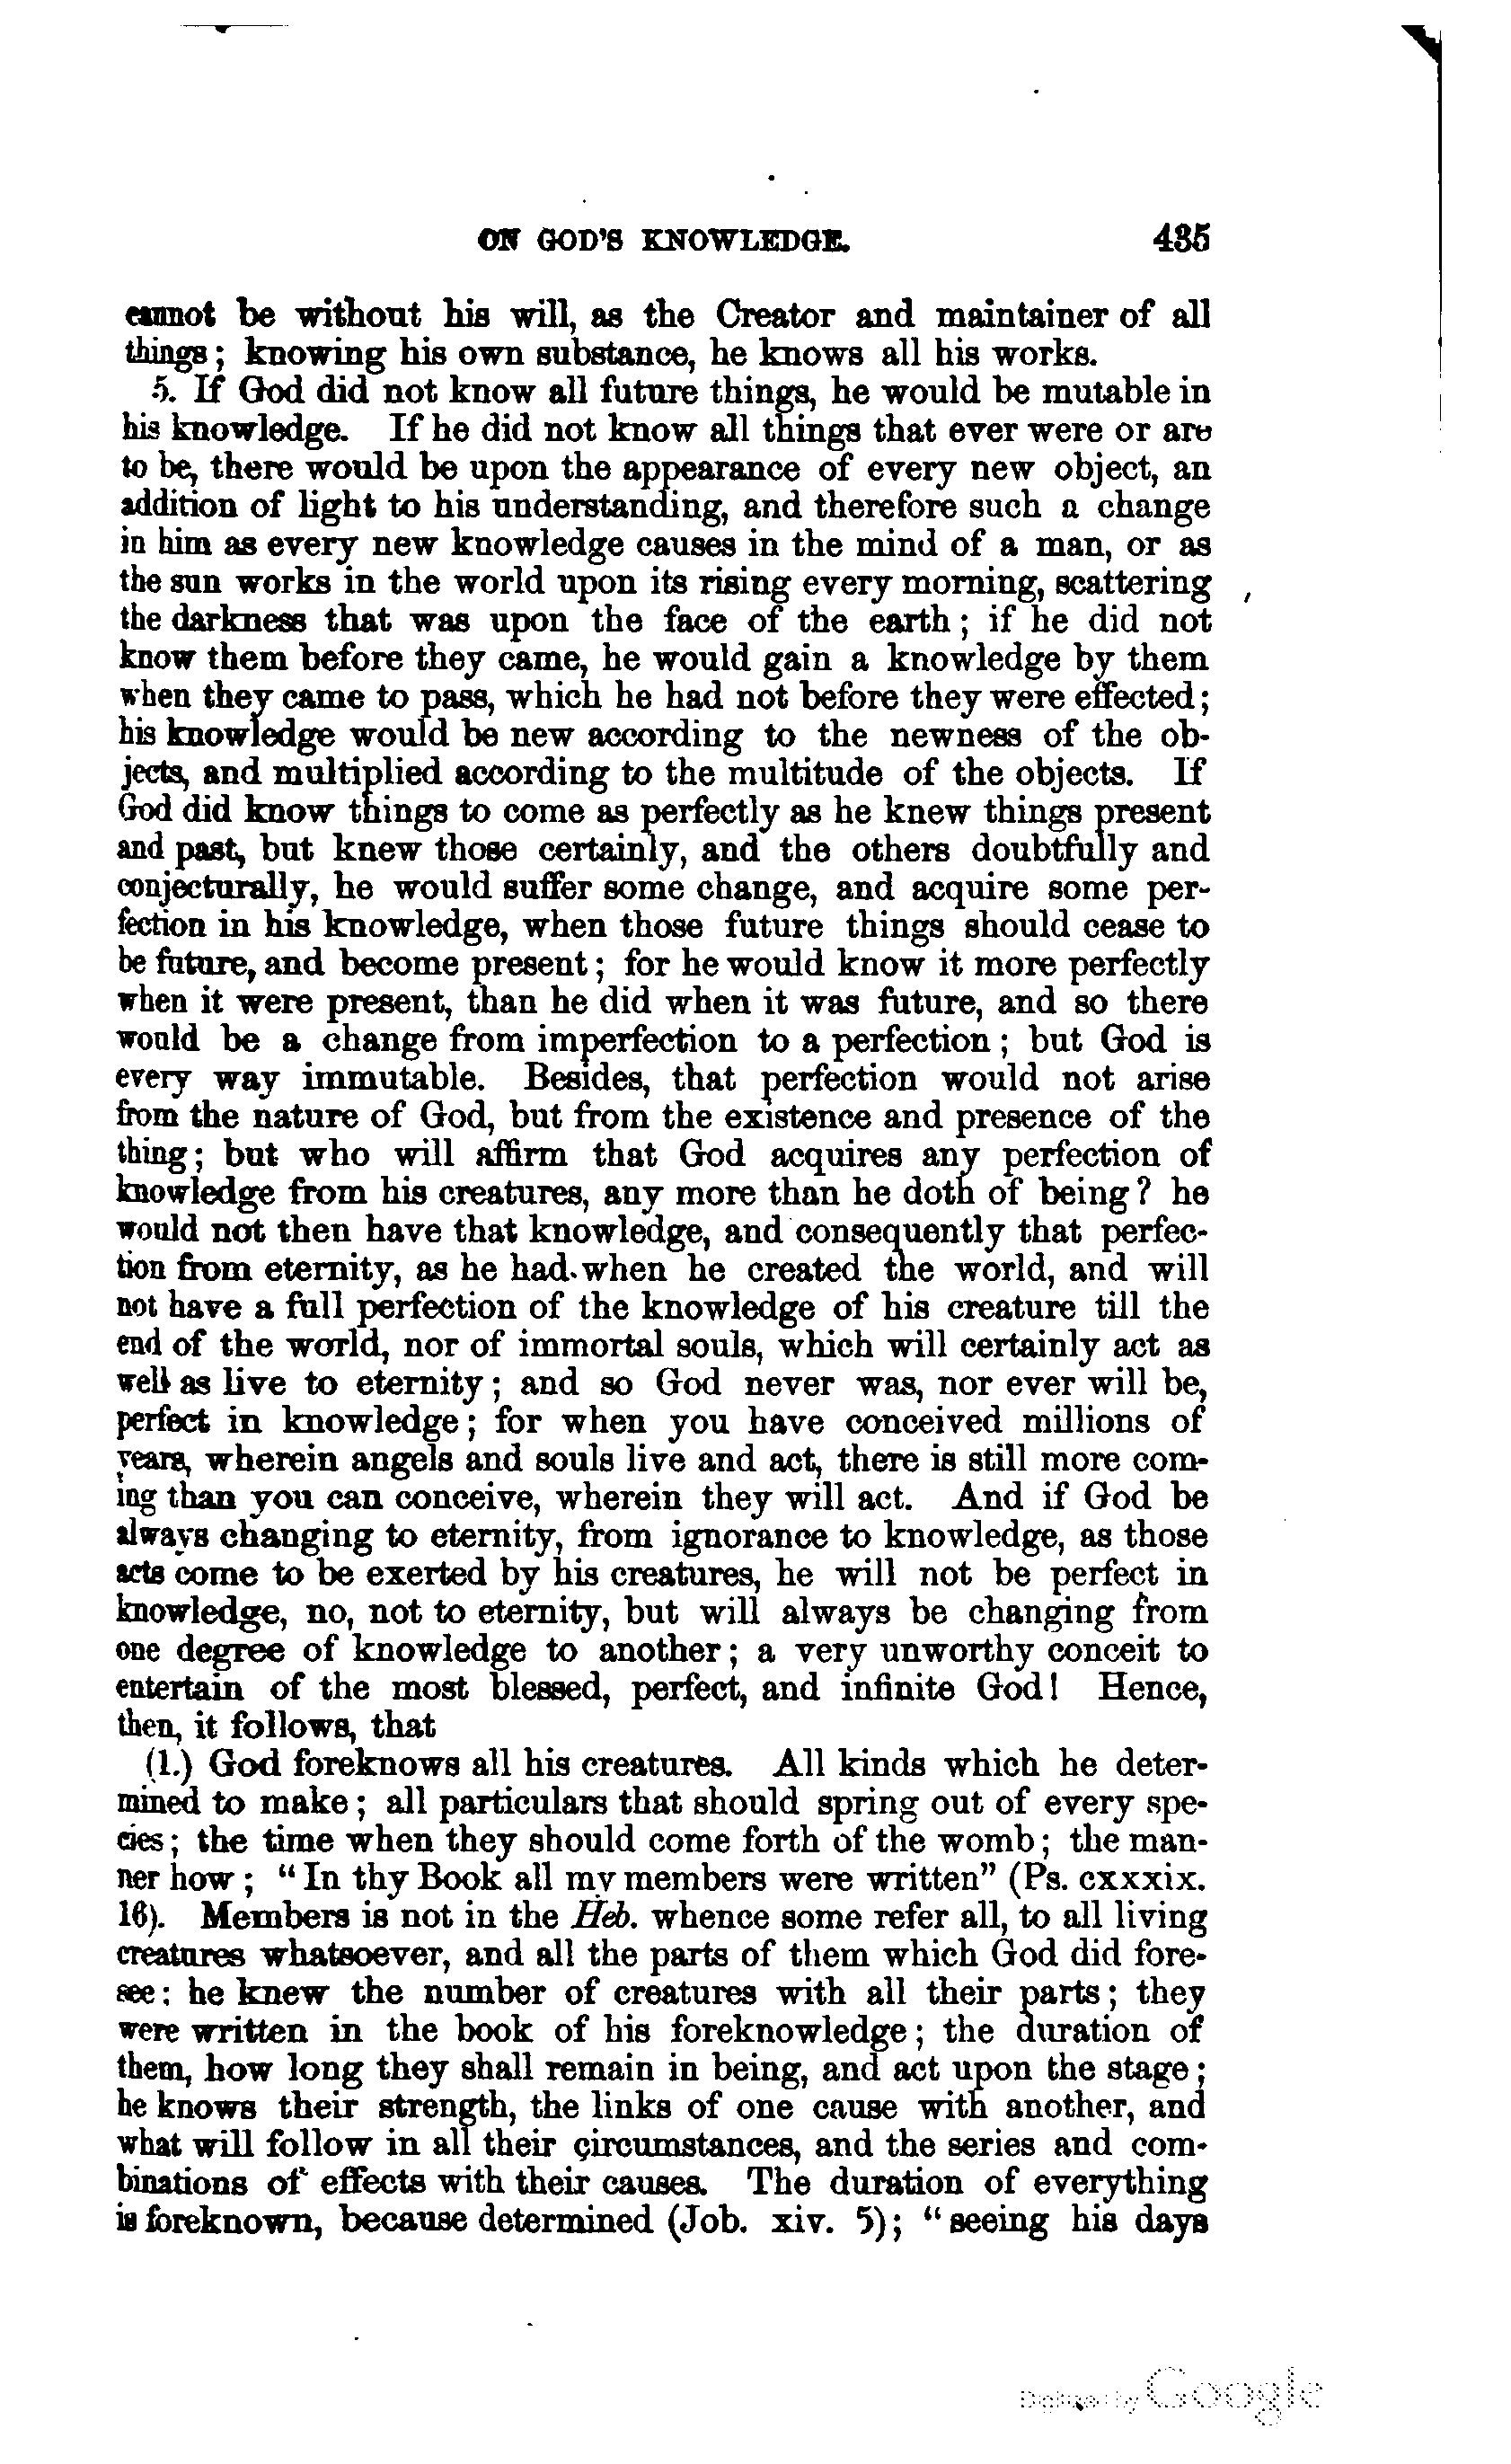 ON GOD'S KNOWLEDGE. 435
cannot be without his will, as the Creator and maintainer of all
things; knowing his own substance, he knows all his works.
5. If God did not know all future things, he would be mutable in
his knowledge. If he did not know all things that ever were or are
to be, there would be upon the appearance of every new object, an
addition of light to his understanding, and therefore such a change
in him as every new knowledge causes in the mind of a man, or as
the sun works in the world upon its rising every morning, scattering
the darkness that was upon the face of the earth; if he did not
know them before they came, he would gain a knowledge by them
when they came to pass, which he had not before they were effected;
his knowledge would be new according to the newness of the ob-
jects, and multiplied according to the multitude of the objects. If
God did know things to come as perfectly as he knew things present
and past, but knew those certainly, and the others doubtfully and
conjecturally, he would suffer some change, and acquire some per-
fection in his knowledge, when those future things should cease to
be future, and become present; for he would know it more perfectly
when it were present, than he did when it was future, and so there
would be a change from imperfection to a perfection; but God is
every way immutable. Besides, that perfection would not arise
from the nature of God, but from the existence and presence of the
thing; but who will affirm that God acquires any perfection of
knowledge from his creatures, any more than he doth of being? he
would not then have that knowledge, and consequently that perfec-
tion from eternity, as he had when he created the world, and will
not have a full perfection of the knowledge of his creature till the
end of the world, nor of immortal souls, which will certainly act as
well as live to eternity; and so God never was, nor ever will be,
perfect in knowledge; for when you have conceived millions of
years, wherein angels and souls live and act, there is still more com-
ing than you can conceive, wherein they will act. And if God be
always changing to eternity, from ignorance to knowledge, as those
acts come to be exerted by his creatures, he will not be perfect in
knowledge, no, not to eternity, but will always be changing from
one degree of knowledge to another; a very unworthy conceit to
entertain of the most blessed, perfect, and infinite God! Hence,
then, it follows, that
(1.) God foreknows all his creatures. All kinds which he deter-
mined to make; all particulars that should spring out of every spe-
cies; the time when they should come forth of the womb; the man-
ner how; "In thy Book all my members were written" (Ps. cxxxix.
16). Members is not in the Heb. whence some refer all, to all living
creatures whatsoever, and all the parts of them which God did fore-
see: he knew the number of creatures with all their parts; they
were written in the book of his foreknowledge; the duration of
them, how long they shall remain in being, and act upon the stage;
he knows their strength, the links of one cause with another, and
what will follow in all their circumstances, and the series and com-
binations of effects with their causes. The duration of everything
is foreknown, because determined (Job. xiv. 5); "seeing his days
Digitized by Google